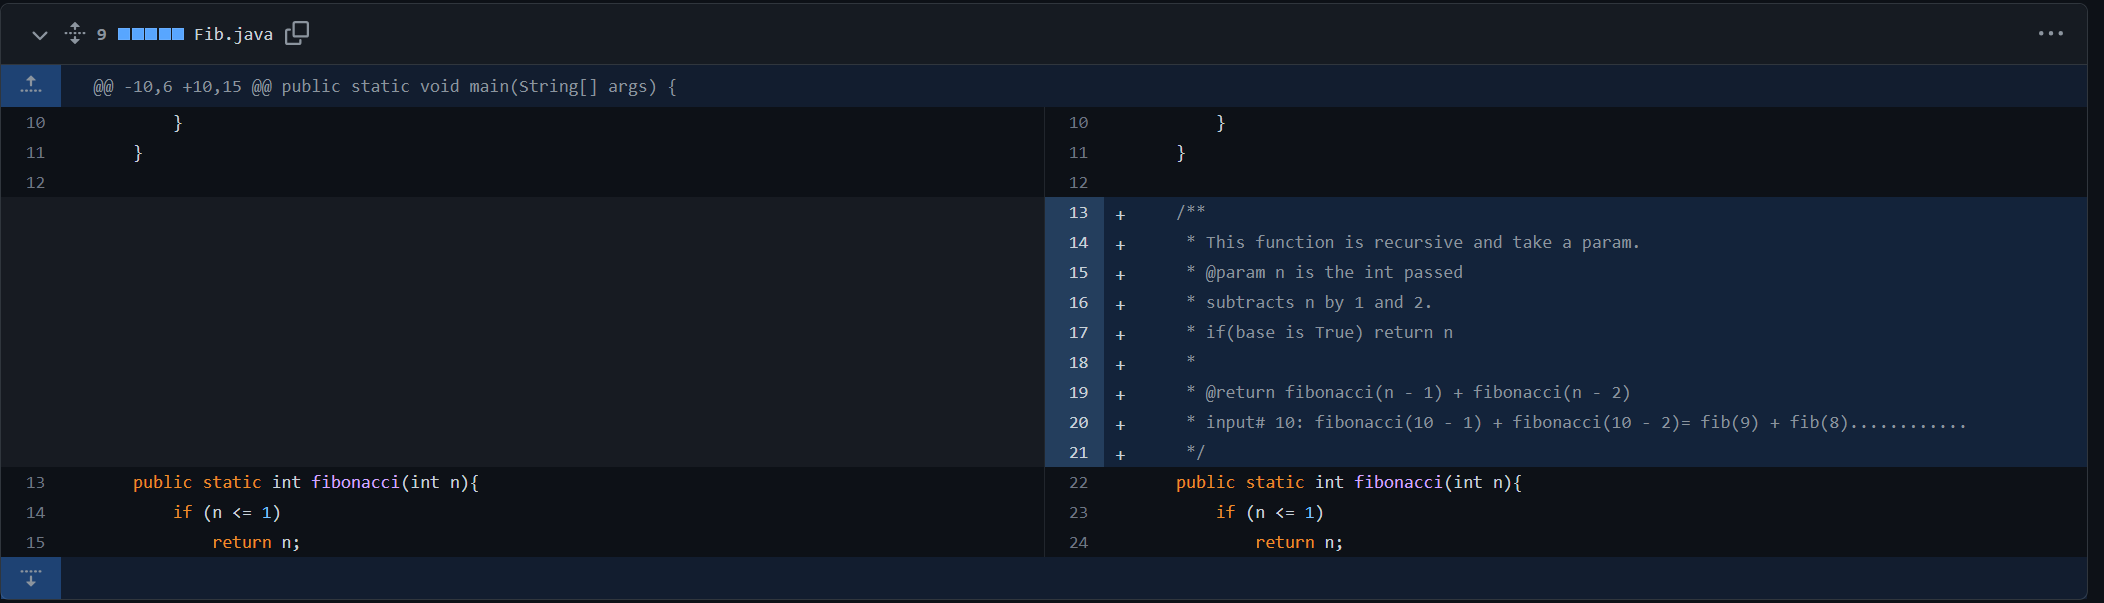 9 Fib.java
@@ -10,6 +10,15 @@ public static void main(String[] args) {
10 }
11 }
12
13 public static int fibonacci(int n){
14 if (n <= 1)
15 return n;
10 }
11 }
12
13 + /**
14 + * This function is recursive and take a param.
15 + * @param n is the int passed
16 + * subtracts n by 1 and 2.
17 + * if(base is True) return n
18 + *
19 + * @return fibonacci(n - 1) + fibonacci(n - 2)
20 + * input# 10: fibonacci(10 - 1) + fibonacci(10 - 2)= fib(9) + fib(8)............
21 + */
22 public static int fibonacci(int n){
23 if (n <= 1)
24 return n;